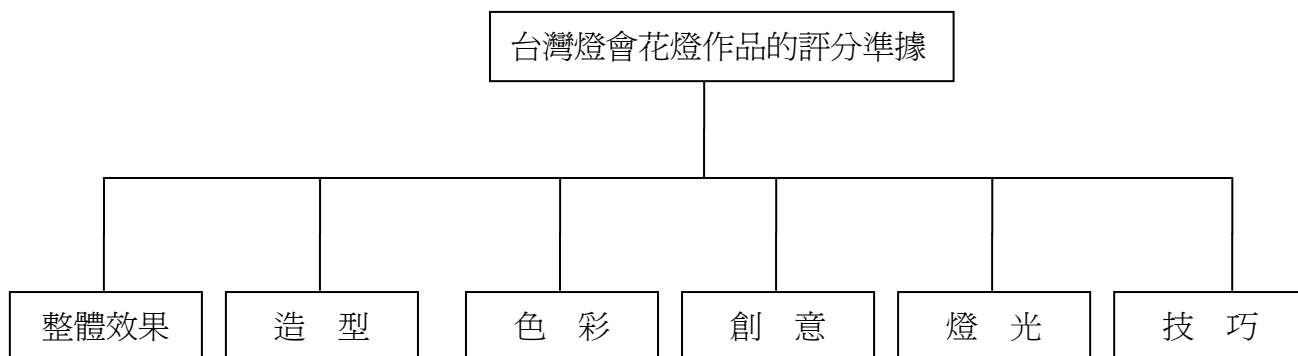 台灣燈會花燈作品的評分準據
整體效果
造 型
色 彩
創 意
燈 光
技 巧